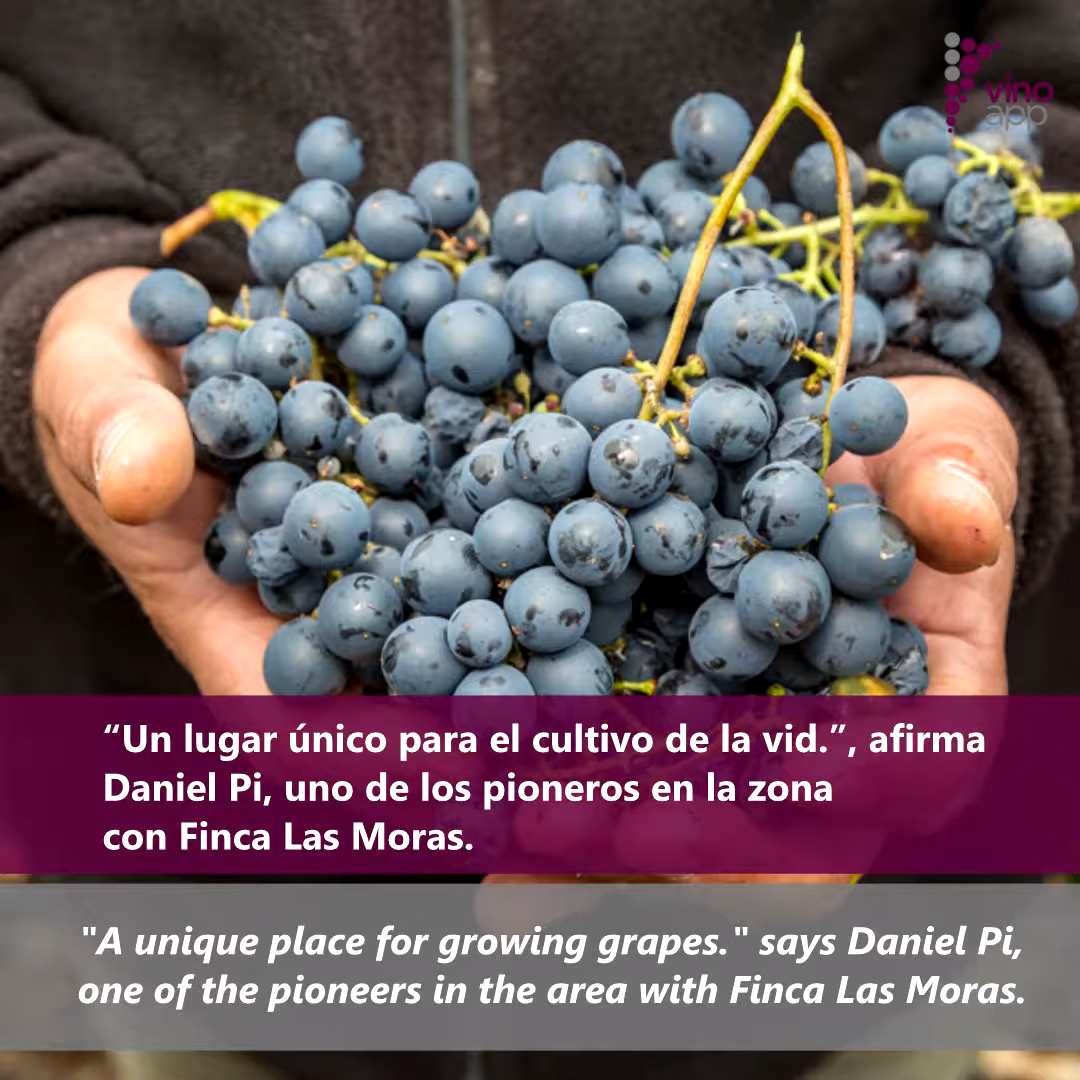 vino
app
“Un lugar único para el cultivo de la vid.”, afirma
Daniel Pi, uno de los pioneros en la zona
con Finca Las Moras.
"A unique place for growing grapes." says Daniel Pi,
one of the pioneers in the area with Finca Las Moras.